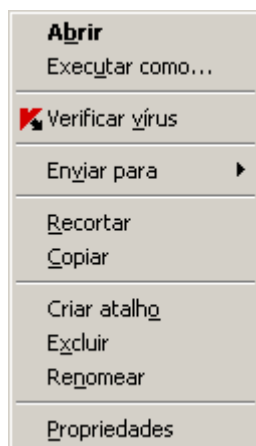 Abrir
Executar como...
Verificar vírus
Enviar para
Recortar
Copiar
Criar atalho
Excluir
Renomear
Propriedades